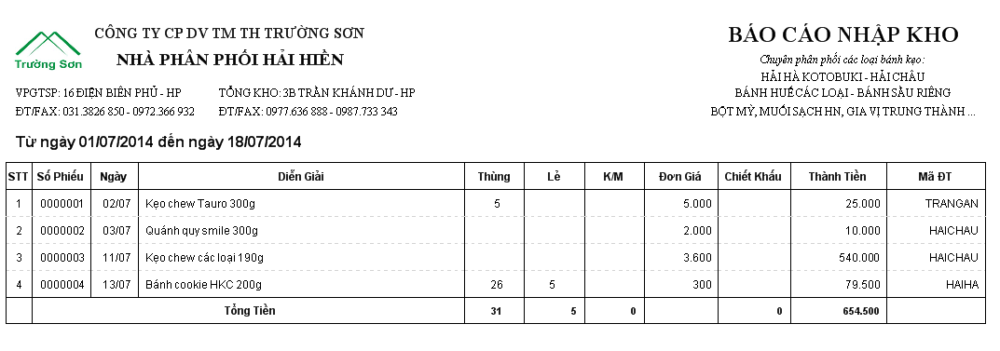 Trường Sơn
CÔNG TY CP DV TM TH TRƯỜNG SƠN
NHÀ PHÂN PHỐI HẢI HIỀN
VPGTSP: 16 ĐIỆN BIÊN PHỦ - HP TỔNG KHO: 3B TRẦN KHÁNH DƯ - HP
ĐT/FAX: 031.3826 850 - 0972.366 932 ĐT/FAX: 0977.636 888 - 0987.733 343
BÁO CÁO NHẬP KHO
Chuyên phân phối các loại bánh kẹo:
HẢI HÀ KOTOBUKI - HẢI CHÂU
BÁNH HUẾ CÁC LOẠI - BÁNH SẦU RIÊNG
BỘT MỲ, MUỐI SẠCH HN, GIA VỊ TRUNG THÀNH ...
Từ ngày 01/07/2014 đến ngày 18/07/2014
STT Số Phiếu Ngày Diễn Giải Thùng Lẻ K/M Đơn Giá Chiết Khấu Thành Tiền Mã ĐT
1 0000001 02/07 Kẹo chew Tauro 300g 5 5.000 25.000 TRANGAN
2 0000002 03/07 Quánh quy smile 300g 2.000 10.000 HAICHAU
3 0000003 11/07 Kẹo chew các loại 190g 3.600 540.000 HAICHAU
4 0000004 13/07 Bánh cookie HKC 200g 26 5 300 79.500 HAIHA
Tổng Tiền 31 5 0 0 654.500